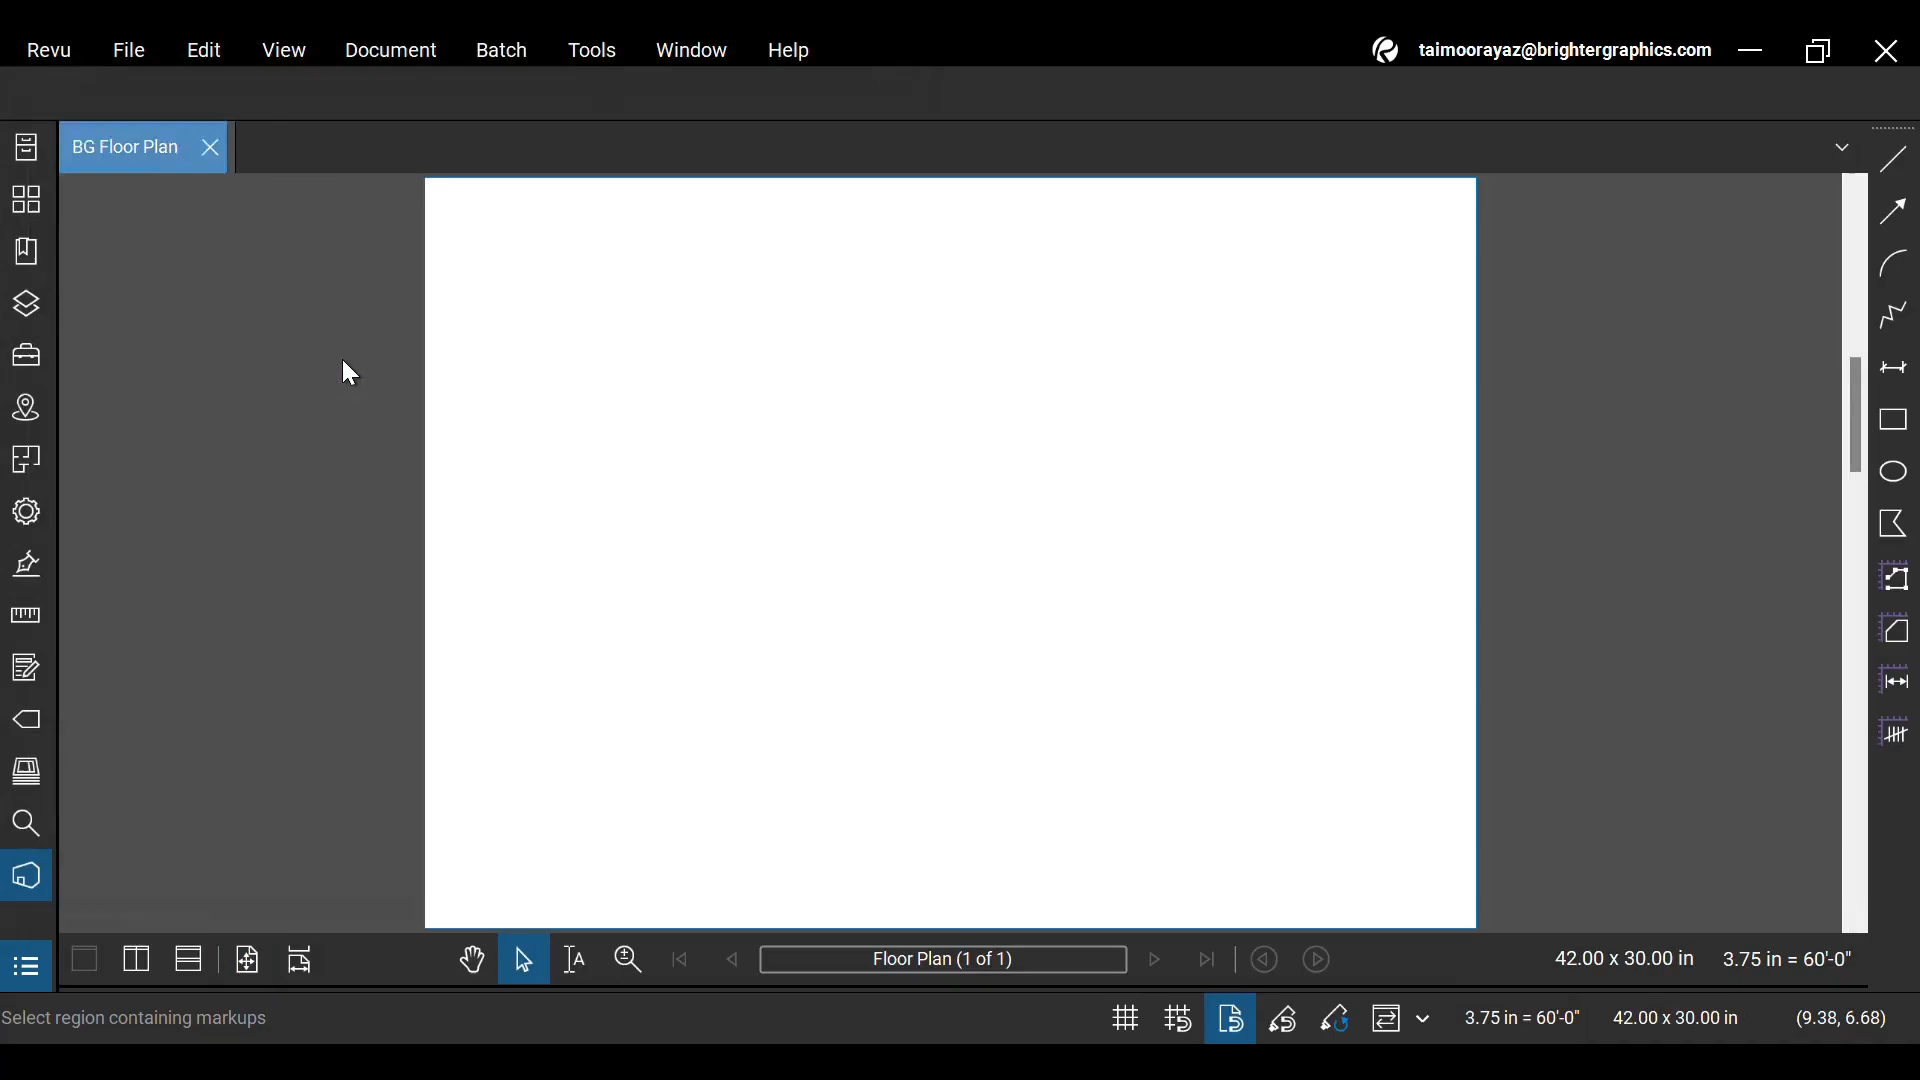 Revu File Edit View Document Batch Tools Window Help taimoorayaz@brightergraphics.com
BG Floor Plan
Floor Plan (1 of 1) 42.00 x 30.00 in 3.75 in = 60'-0"
Select region containing markups 3.75 in = 60'-0" 42.00 x 30.00 in (9.38, 6.68)